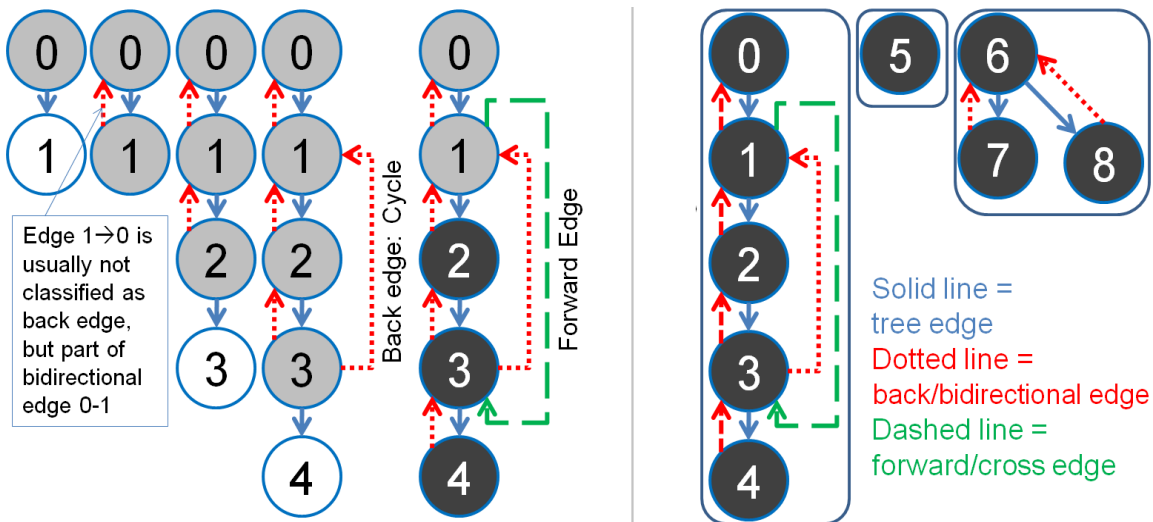 0 0 0 0 0
1 1 1 1 1
2 2 2
3 3 3
4 4
Edge 1→0 is
usually not
classified as
back edge,
but part of
bidirectional
edge 0-1
Back edge: Cycle
Forward Edge
0 5 6
1 7 8
2
3
4
Solid line =
tree edge
Dotted line =
back/bidirectional edge
Dashed line =
forward/cross edge